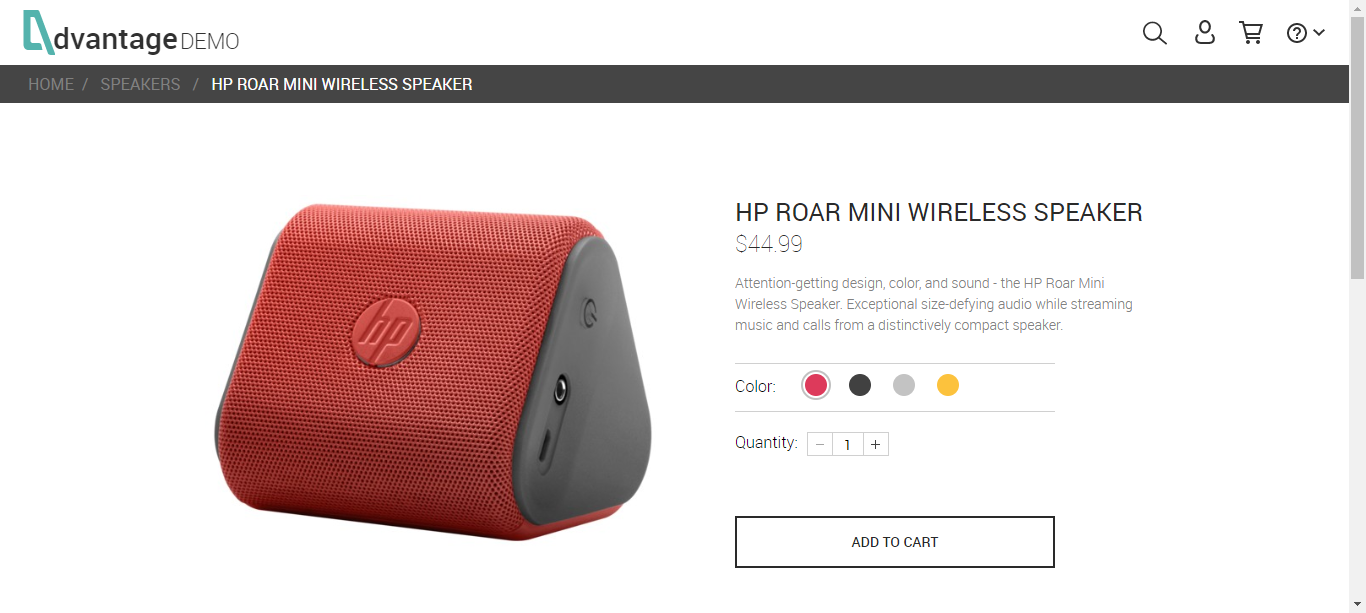 dvantage DEMO
HOME / SPEAKERS / HP ROAR MINI WIRELESS SPEAKER
HP ROAR MINI WIRELESS SPEAKER
$44.99
Attention-getting design, color, and sound - the HP Roar Mini
Wireless Speaker. Exceptional size-defying audio while streaming
music and calls from a distinctively compact speaker.
Color:
Quantity: − 1 +
ADD TO CART
hp